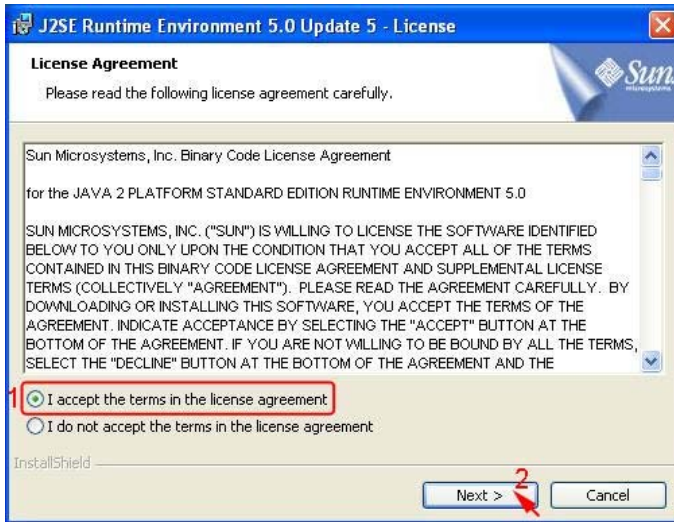 J2SE Runtime Environment 5.0 Update 5 - License
License Agreement
Please read the following license agreement carefully.
Sun
microsystems
Sun Microsystems, Inc. Binary Code License Agreement
for the JAVA 2 PLATFORM STANDARD EDITION RUNTIME ENVIRONMENT 5.0
SUN MICROSYSTEMS, INC. ("SUN") IS WILLING TO LICENSE THE SOFTWARE IDENTIFIED
BELOW TO YOU ONLY UPON THE CONDITION THAT YOU ACCEPT ALL OF THE TERMS
CONTAINED IN THIS BINARY CODE LICENSE AGREEMENT AND SUPPLEMENTAL LICENSE
TERMS (COLLECTIVELY "AGREEMENT"). PLEASE READ THE AGREEMENT CAREFULLY. BY
DOWNLOADING OR INSTALLING THIS SOFTWARE, YOU ACCEPT THE TERMS OF THE
AGREEMENT. INDICATE ACCEPTANCE BY SELECTING THE "ACCEPT" BUTTON AT THE
BOTTOM OF THE AGREEMENT. IF YOU ARE NOT WILLING TO BE BOUND BY ALL THE TERMS,
SELECT THE "DECLINE" BUTTON AT THE BOTTOM OF THE AGREEMENT AND THE
1 I accept the terms in the license agreement
I do not accept the terms in the license agreement
InstallShield
2
Next > Cancel